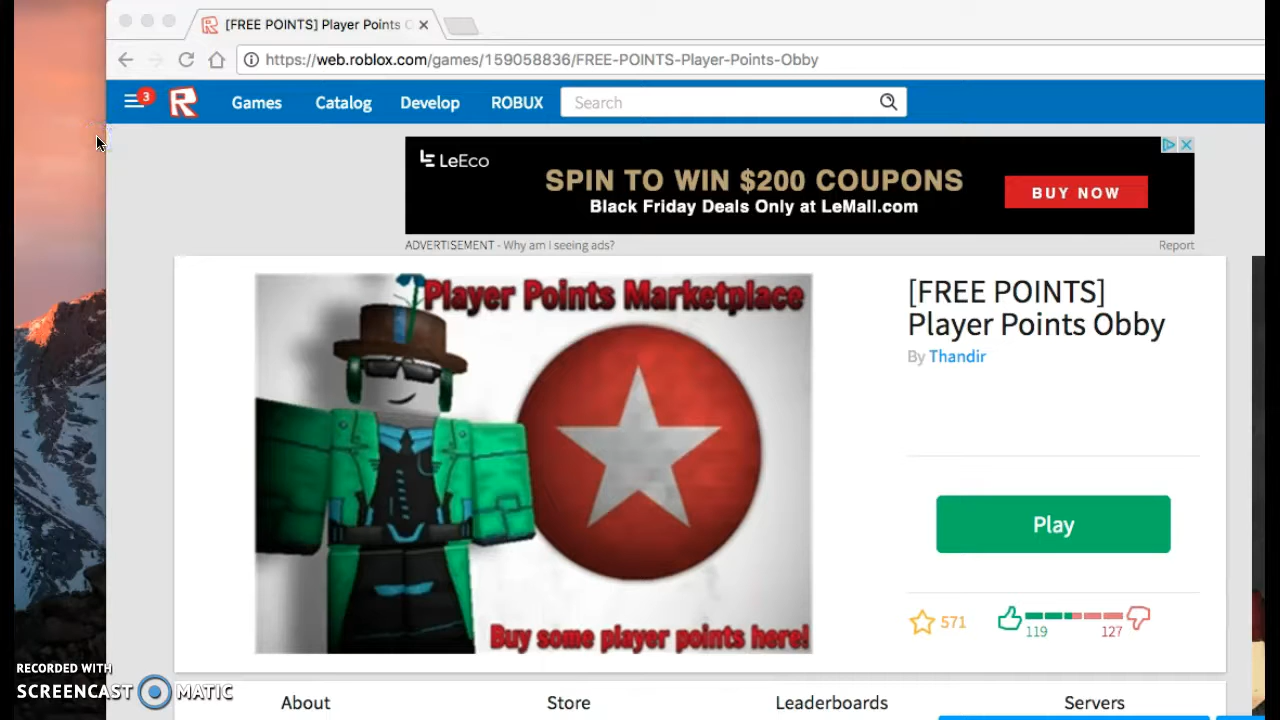 [FREE POINTS] Player Points
https://web.roblox.com/games/159058836/FREE-POINTS-Player-Points-Obby
3
R
Games
Catalog
Develop
ROBUX
Search
LeEco
SPIN TO WIN $200 COUPONS
Black Friday Deals Only at LeMall.com
BUY NOW
ADVERTISEMENT - Why am I seeing ads?
Report
Player Points Marketplace
Buy some player points here!
[FREE POINTS]
Player Points Obby
By Thandir
Play
571
119
127
About
Store
Leaderboards
Servers
RECORDED WITH
SCREENCAST MATIC